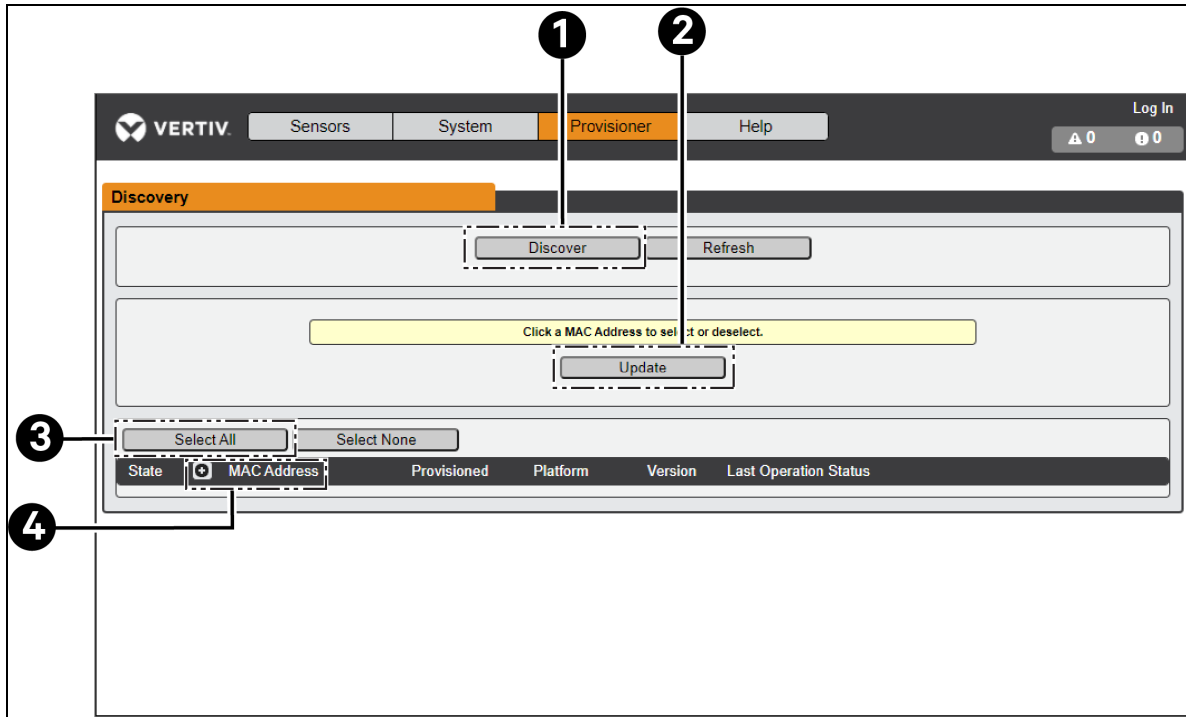 1 2
Log In
VERTIV. Sensors System Provisioner Help
0 0
Discovery
Discover Refresh
Click a MAC Address to select or deselect.
Update
3 Select All Select None
State MAC Address Provisioned Platform Version Last Operation Status
4